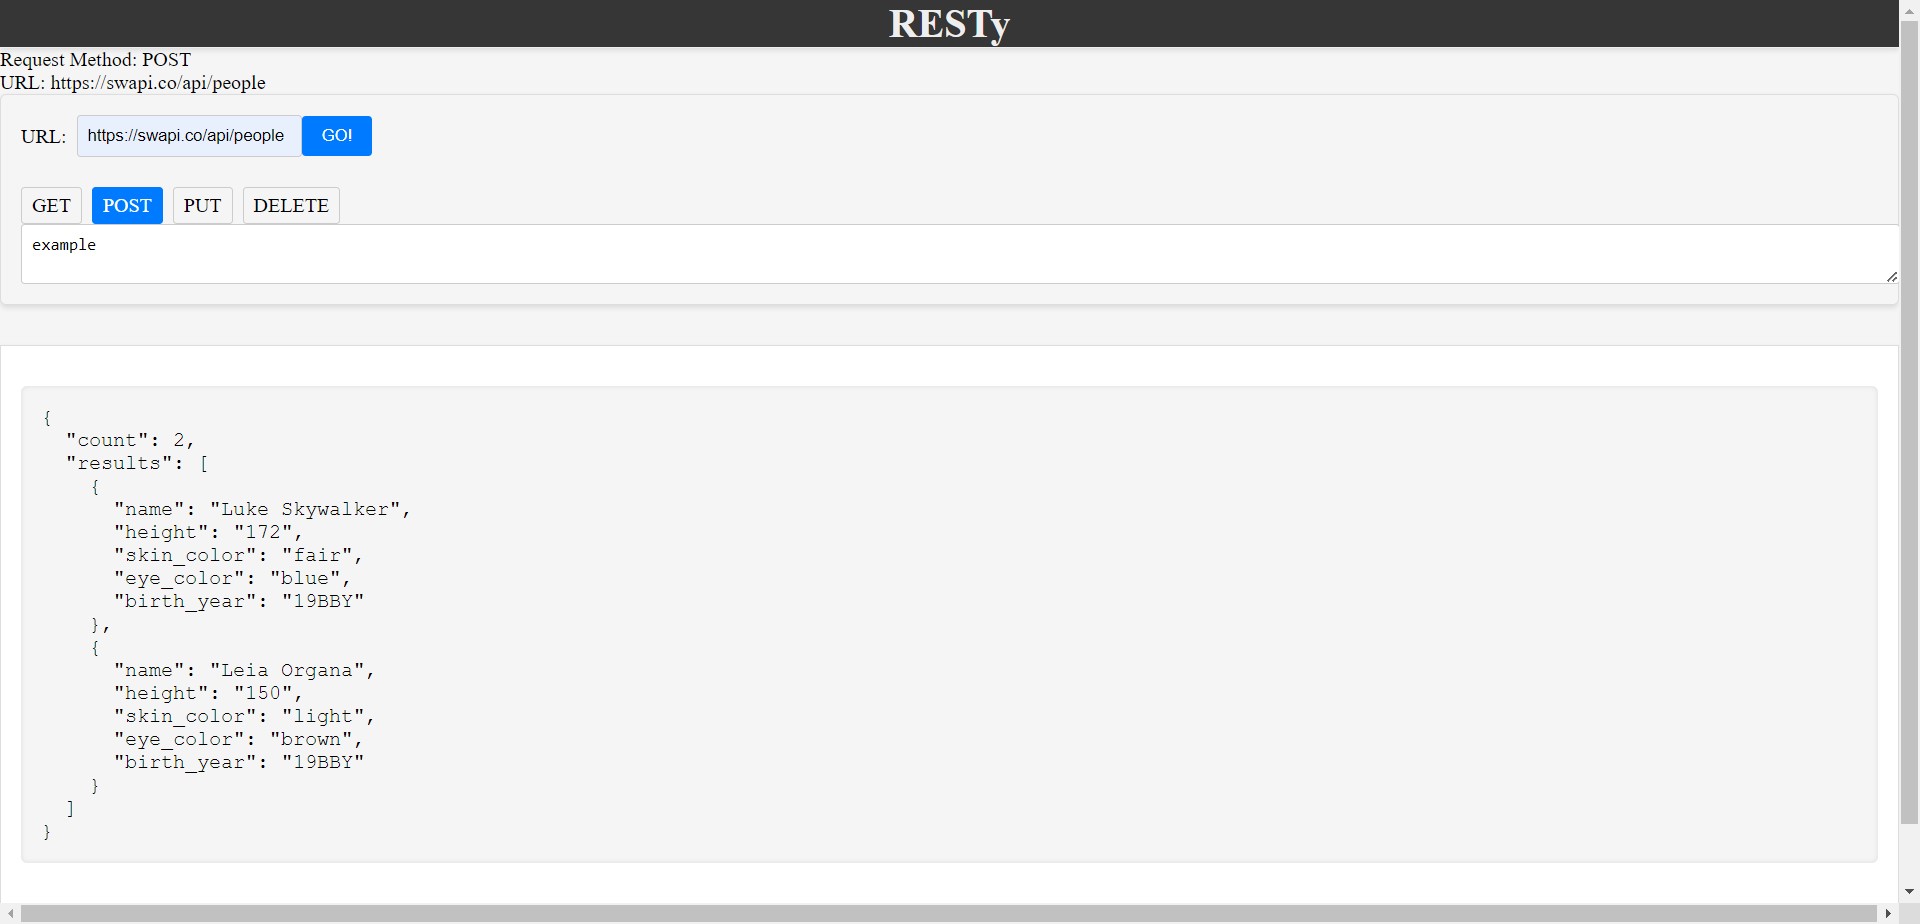 RESTy
Request Method: POST
URL: https://swapi.co/api/people
URL: https://swapi.co/api/people GO!
GET POST PUT DELETE
example
{
  "count": 2,
  "results": [
    {
      "name": "Luke Skywalker",
      "height": "172",
      "skin_color": "fair",
      "eye_color": "blue",
      "birth_year": "19BBY"
    },
    {
      "name": "Leia Organa",
      "height": "150",
      "skin_color": "light",
      "eye_color": "brown",
      "birth_year": "19BBY"
    }
  ]
}